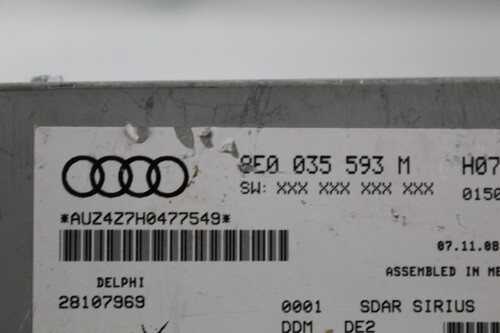 8E0 035 593 M H07
SW: XXX XXX XXX XXX 0150
*AUZ4Z7H0477549*
07.11.08
DELPHI ASSEMBLED IN ME
28107969
0001 SDAR SIRIUS
DDM DE2